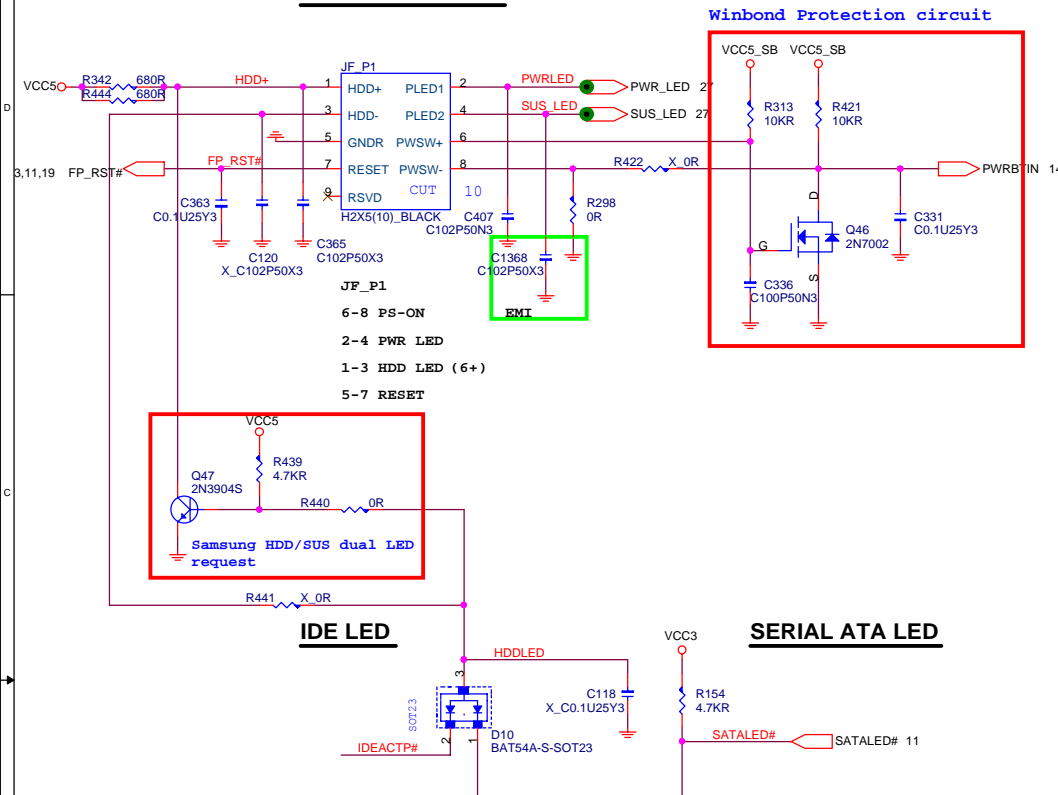 Winbond Protection circuit
VCC5_SB VCC5_SB
JF_P1
VCC5 R342 680R HDD+ 1 HDD+ PLED1 2 PWRLED PWR_LED 27
R444 680R
D
3 HDD- PLED2 4 SUS_LED SUS_LED 27
R313 R421
10KR 10KR
5 GNDR PWSW+ 6
3,11,19 FP_RST# FP_RST# 7 RESET PWSW- 8 R422 X_0R PWRBTIN 14
9 RSVD CUT 10
H2X5(10)_BLACK
C363
C0.1U25Y3
C407
C102P50N3
R298
0R
D
Q46
2N7002
C331
C0.1U25Y3
G
S
C120
X_C102P50X3
C365
C102P50X3
C1368
C102P50X3
C336
C100P50N3
JF_P1
6-8 PS-ON
EMI
2-4 PWR LED
1-3 HDD LED (6+)
5-7 RESET
VCC5
R439
4.7KR
Q47
2N3904S
C
R440 0R
Samsung HDD/SUS dual LED
request
R441 X_0R
IDE LED
SERIAL ATA LED
VCC3
HDDLED
3
SOT23
C118
X_C0.1U25Y3
R154
4.7KR
D10
BAT54A-S-SOT23
2 1
IDEACTP#
SATALED# SATALED# 11